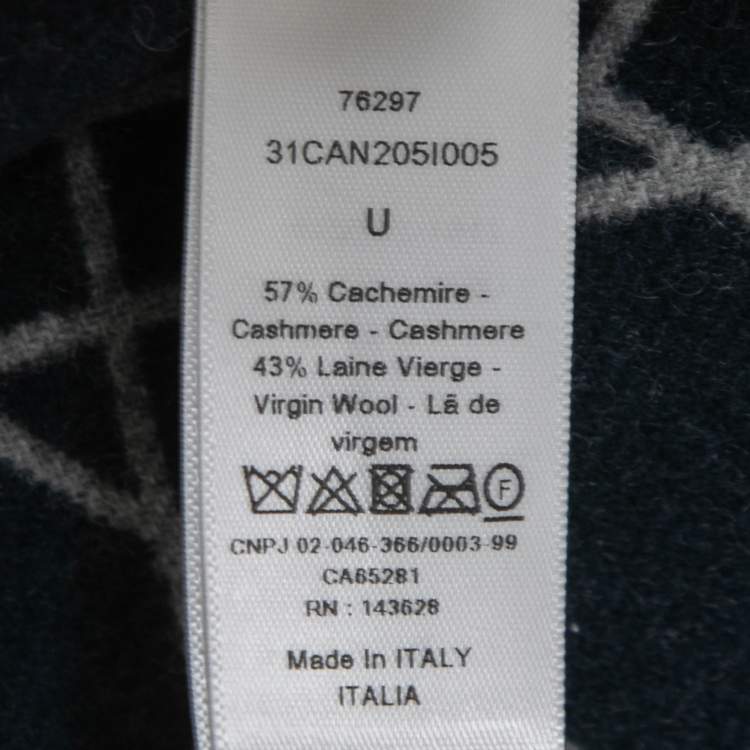 76297
31CAN205I005
U
57% Cachemire -
Cashmere - Cashmere
43% Laine Vierge -
Virgin Wool - Lã de
virgem
F
CNPJ 02-046-366/0003-99
CA65281
RN : 143628
Made In ITALY
ITALIA